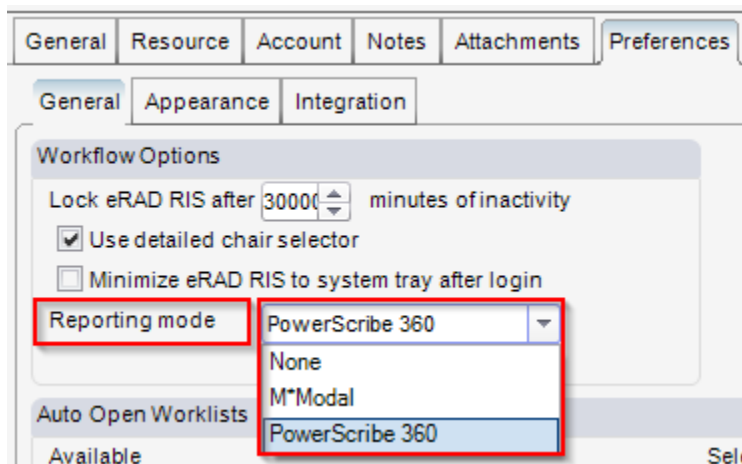 General Resource Account Notes Attachments Preferences
General Appearance Integration
Workflow Options
Lock eRAD RIS after 3000 minutes of inactivity
Use detailed chair selector
Minimize eRAD RIS to system tray after login
Reporting mode PowerScribe 360
None
M*Modal
PowerScribe 360
Auto Open Worklists
Available